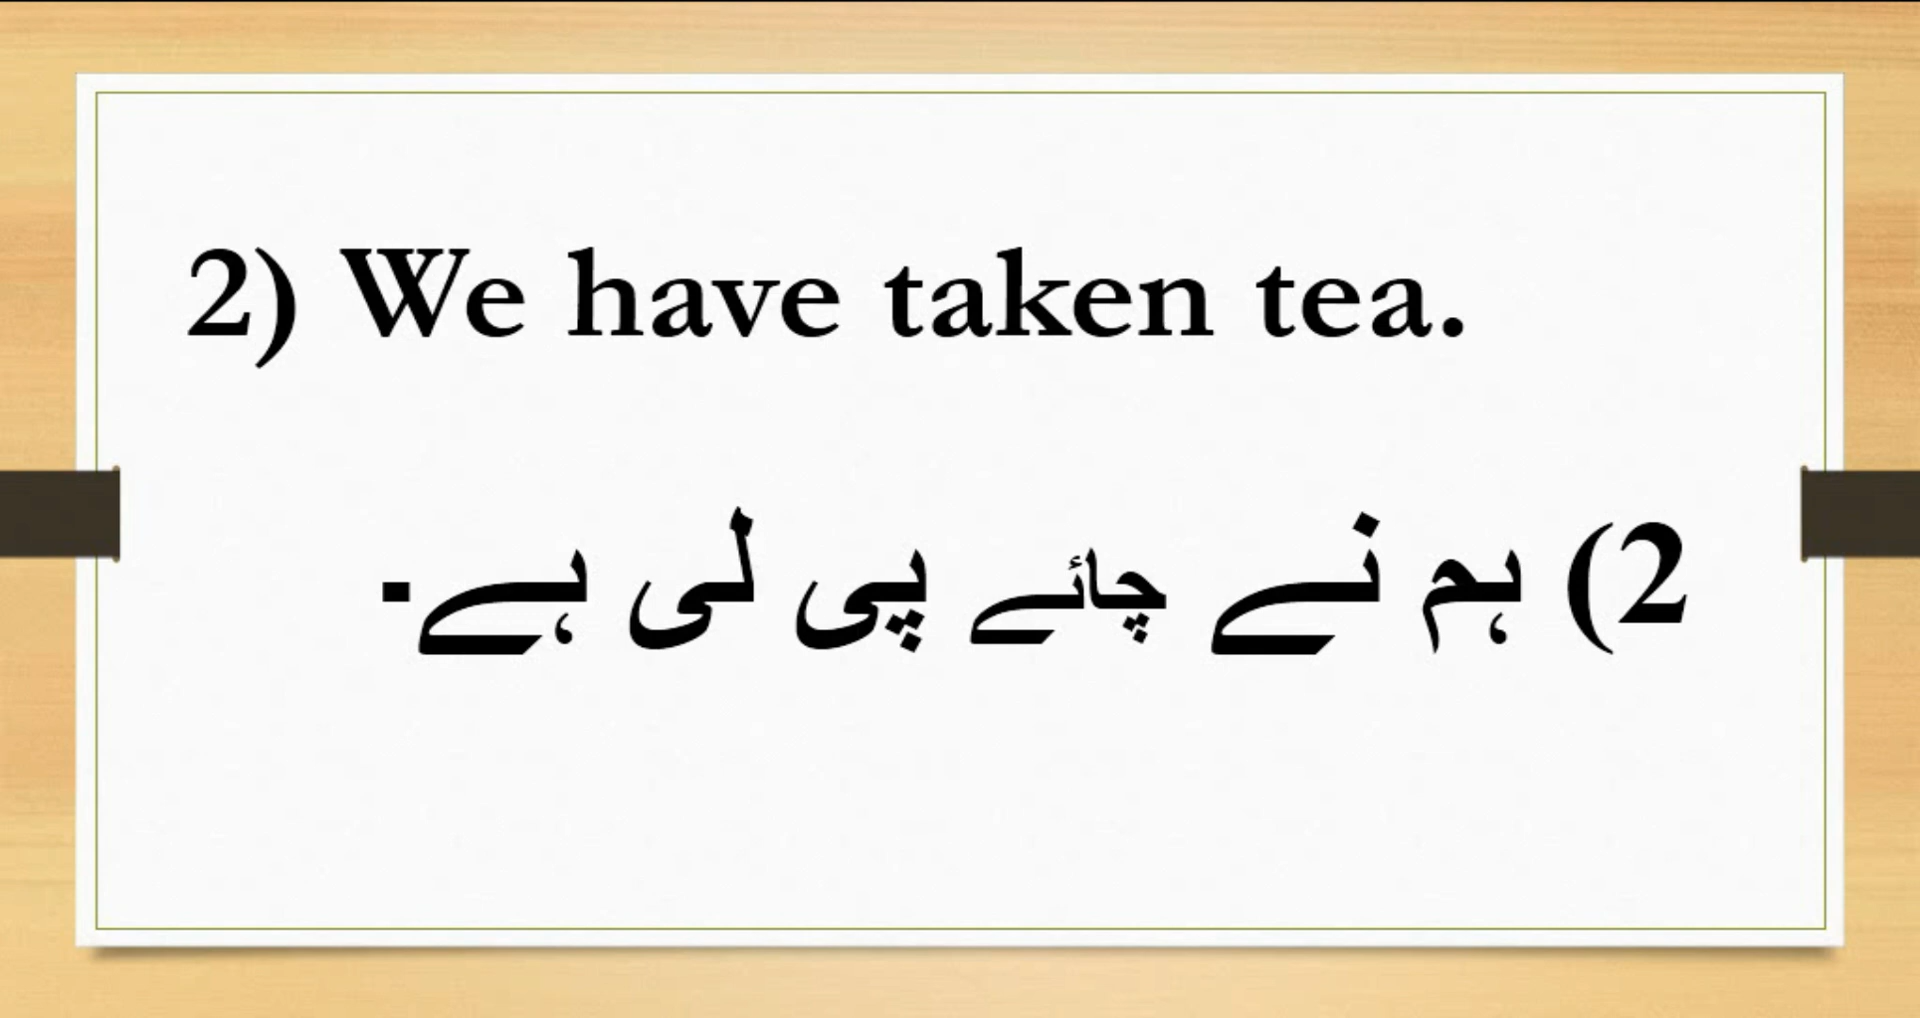 2) We have taken tea.
2) ہم نے چائے پی لی ہے.